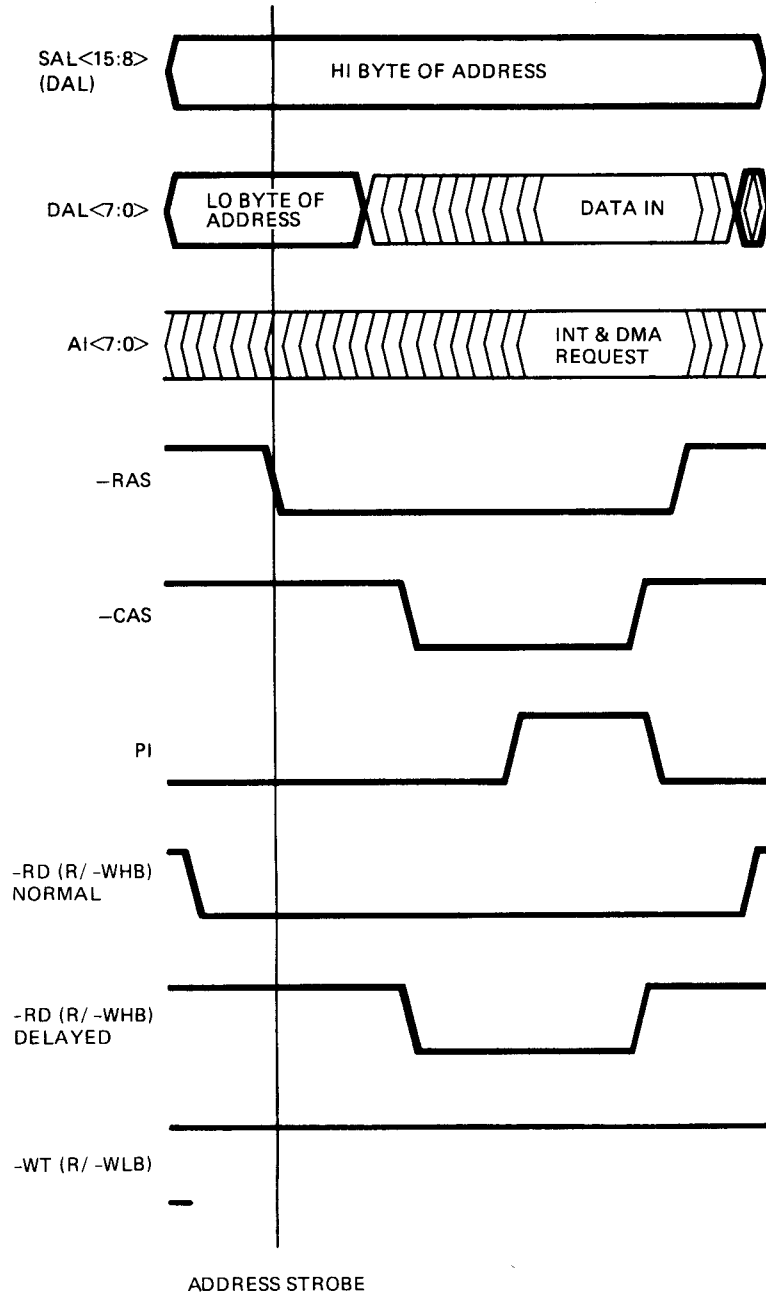 SAL<15:8>
(DAL)
HI BYTE OF ADDRESS
DAL<7:0>
LO BYTE OF
ADDRESS
DATA IN
AI<7:0>
INT & DMA
REQUEST
–RAS
–CAS
PI
-RD (R/ -WHB)
NORMAL
-RD (R/ -WHB)
DELAYED
-WT (R/ -WLB)
ADDRESS STROBE